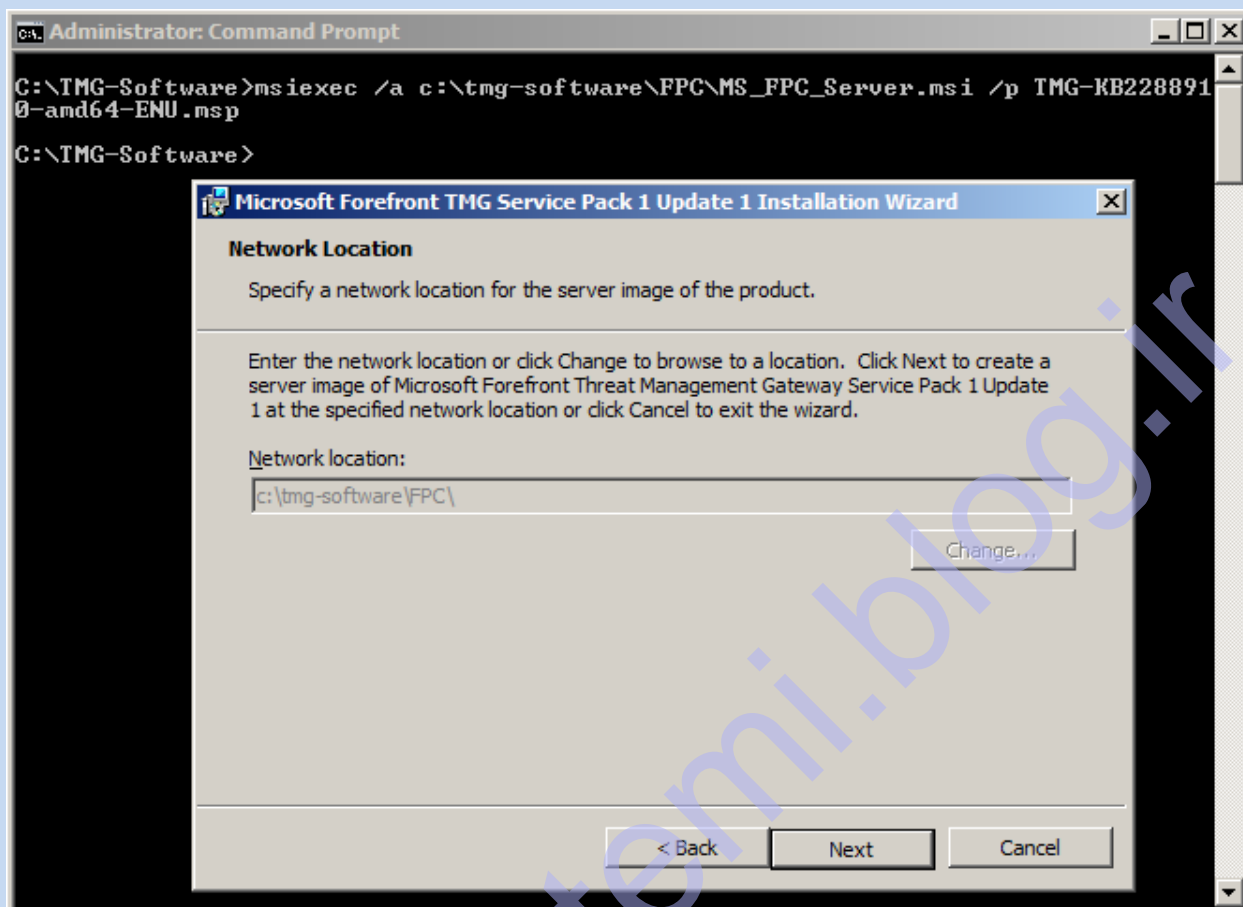 Administrator: Command Prompt
C:\TMG-Software>msiexec /a c:\tmg-software\FPC\MS_FPC_Server.msi /p TMG-KB228891
0-amd64-ENU.msp
C:\TMG-Software>
Microsoft Forefront TMG Service Pack 1 Update 1 Installation Wizard
Network Location
Specify a network location for the server image of the product.
Enter the network location or click Change to browse to a location. Click Next to create a
server image of Microsoft Forefront Threat Management Gateway Service Pack 1 Update
1 at the specified network location or click Cancel to exit the wizard.
Network location:
c:\tmg-software\FPC\
Change...
< Back
Next
Cancel
temi.blog.ir